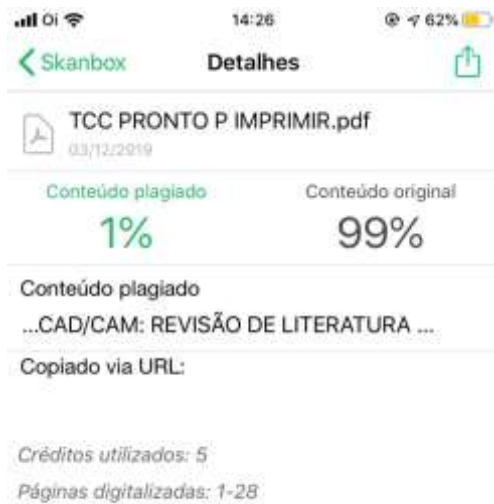 Oi 14:26 62%
Skanbox Detalhes
TCC PRONTO P IMPRIMIR.pdf
03/12/2019
Conteúdo plagiado Conteúdo original
1% 99%
Conteúdo plagiado
...CAD/CAM: REVISÃO DE LITERATURA ...
Copiado via URL:
Créditos utilizados: 5
Páginas digitalizadas: 1-28